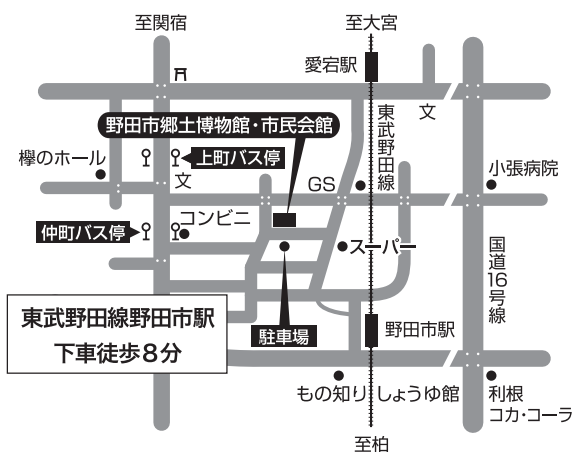 至関宿
至大宮
愛宕駅
野田市郷土博物館・市民会館
東武野田線
文
欅のホール
上町バス停
文
GS
小張病院
仲町バス停
コンビニ
スーパー
国道16号線
東武野田線野田市駅
下車徒歩8分
駐車場
野田市駅
もの知りしょうゆ館
利根
コカ・コーラ
至柏